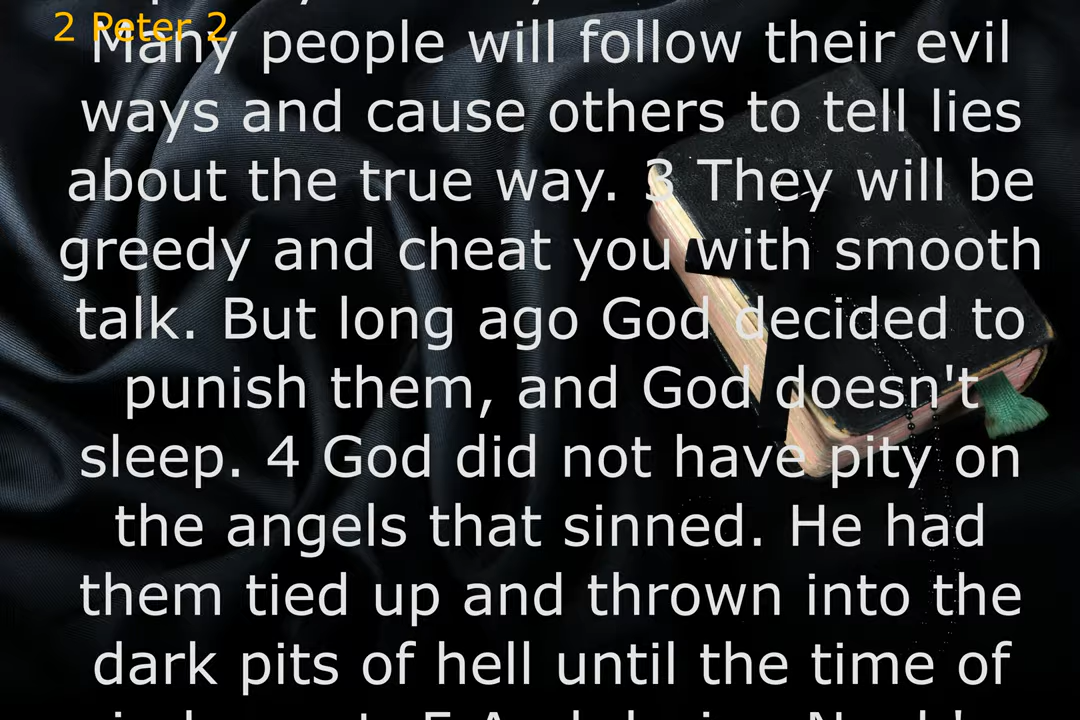 2 Peter 2
Many people will follow their evil
ways and cause others to tell lies
about the true way. 3 They will be
greedy and cheat you with smooth
talk. But long ago God decided to
punish them, and God doesn't
sleep. 4 God did not have pity on
the angels that sinned. He had
them tied up and thrown into the
dark pits of hell until the time of